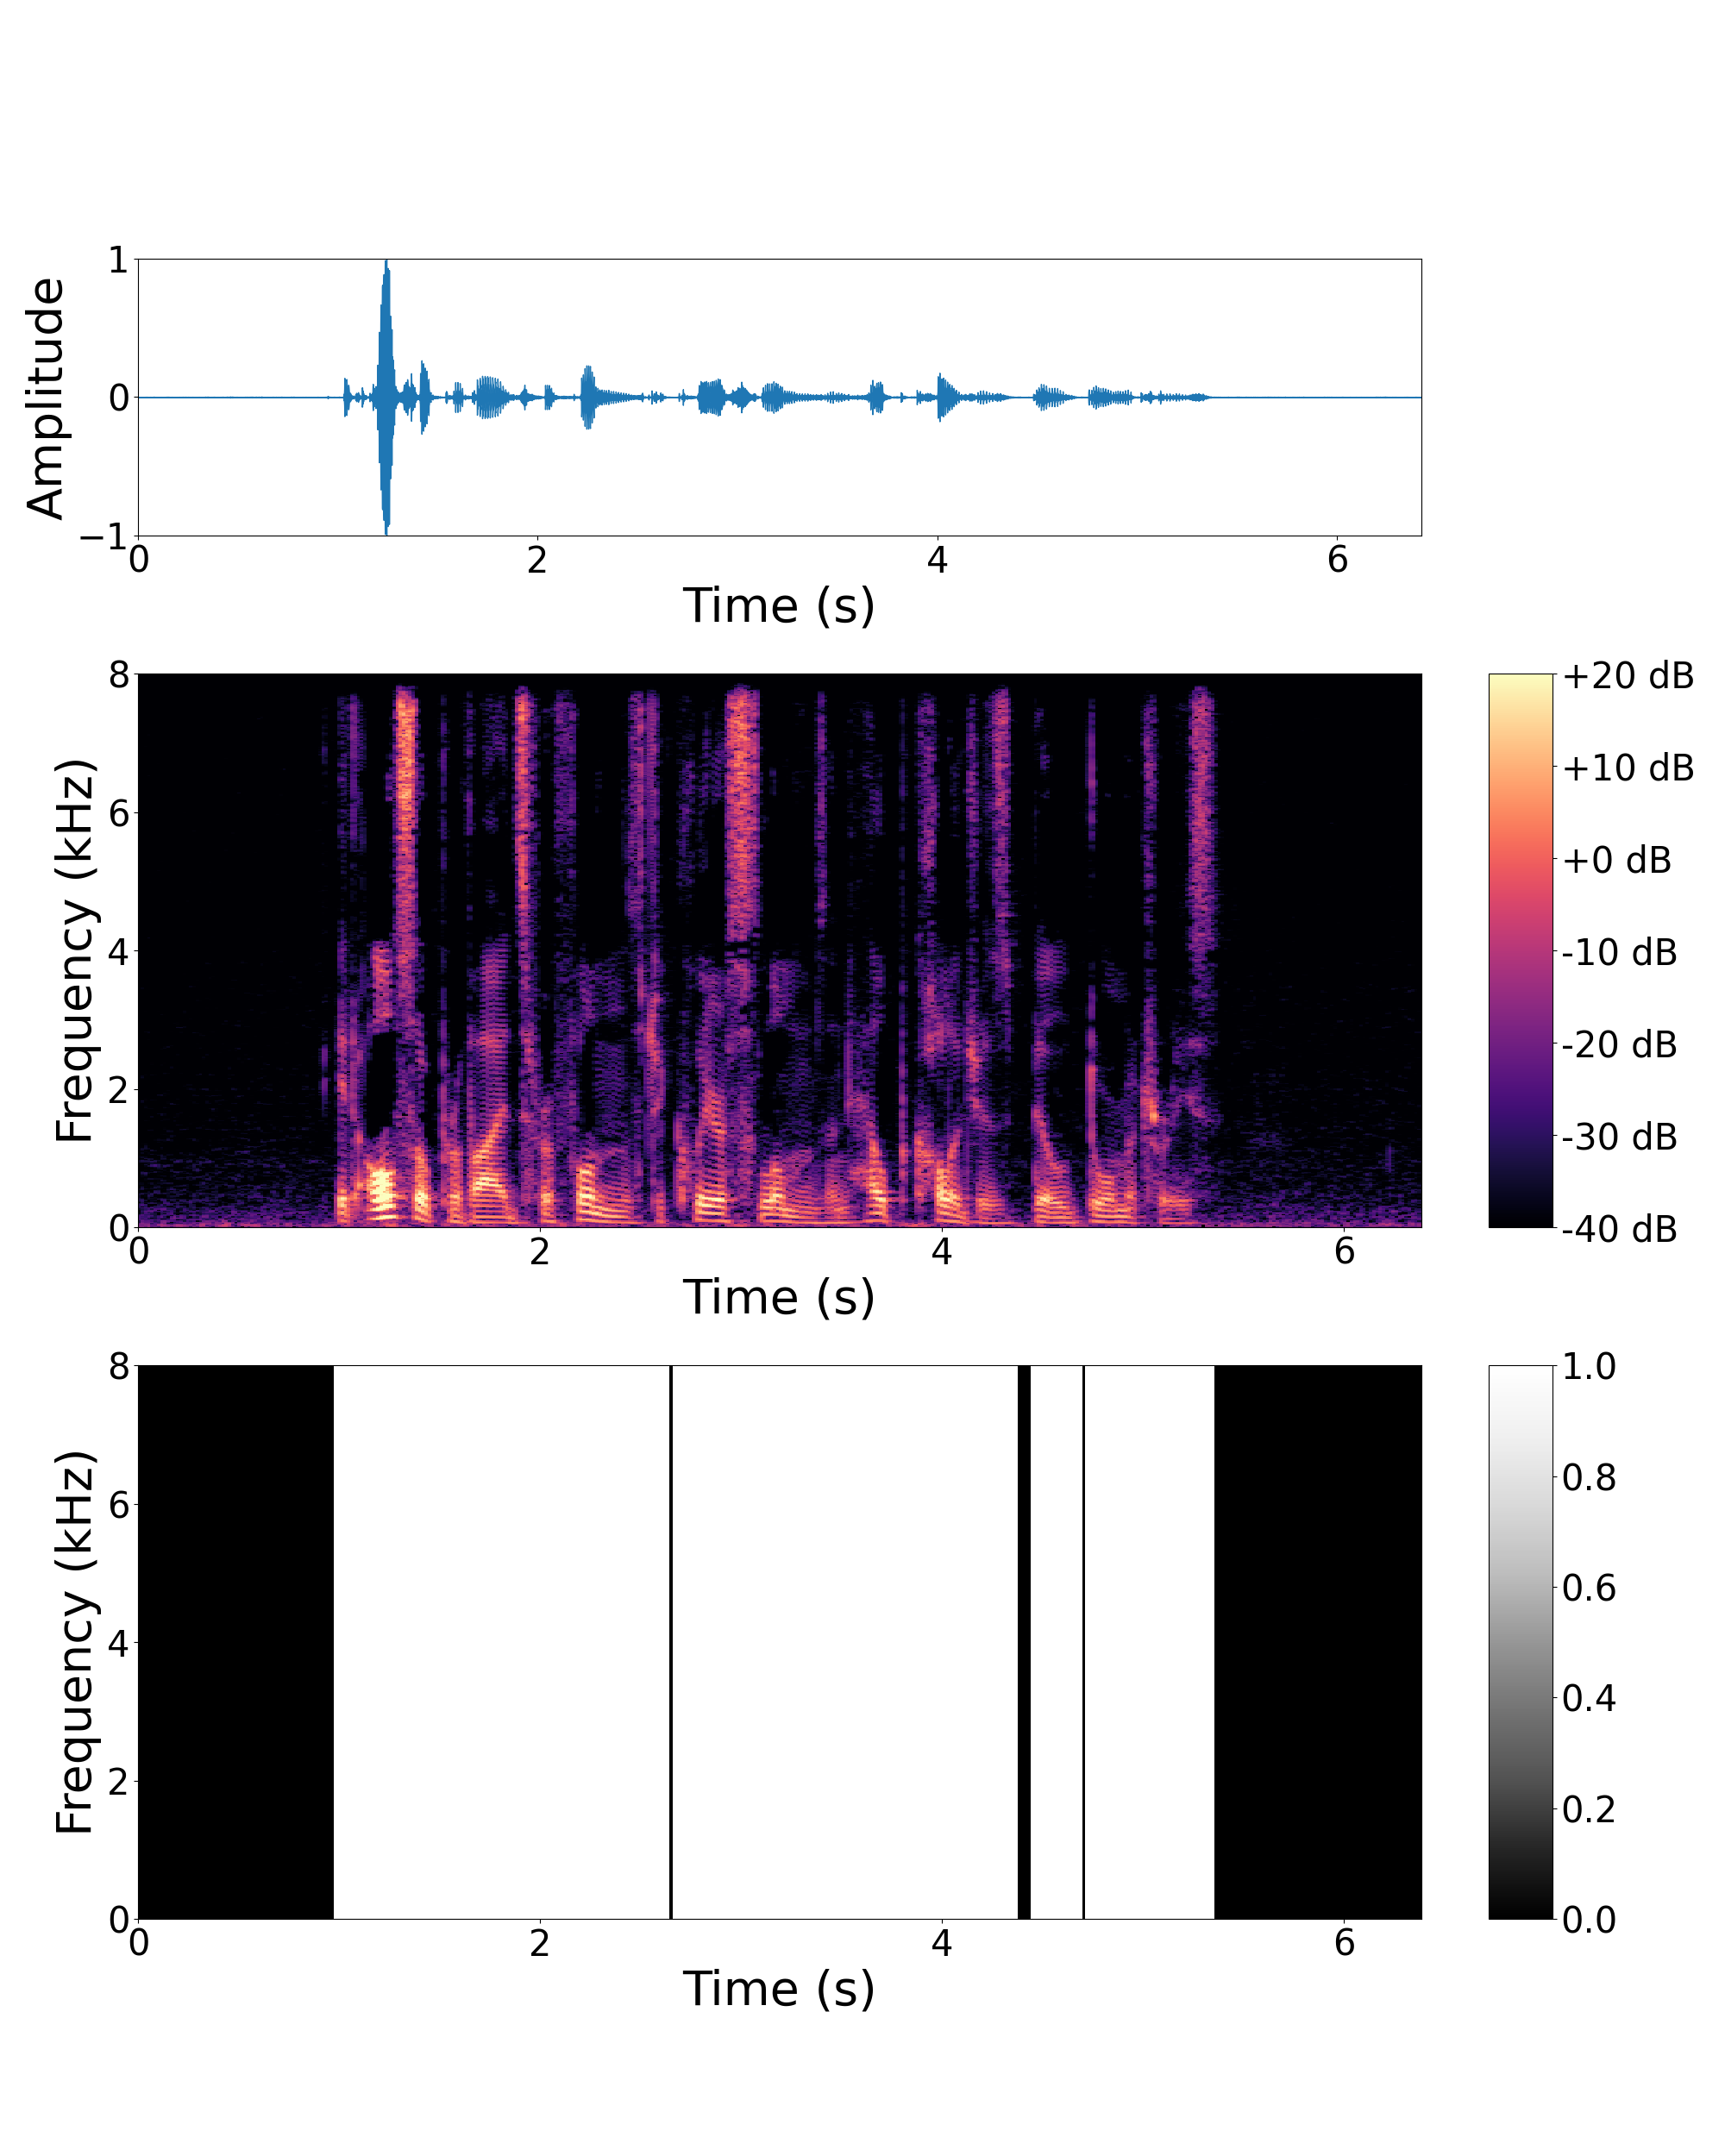 Amplitude
1
0
−1
0 2 4 6
Time (s)
Frequency (kHz)
8
6
4
2
0
0 2 4 6
Time (s)
+20 dB
+10 dB
+0 dB
-10 dB
-20 dB
-30 dB
-40 dB
Frequency (kHz)
8
6
4
2
0
0 2 4 6
Time (s)
1.0
0.8
0.6
0.4
0.2
0.0